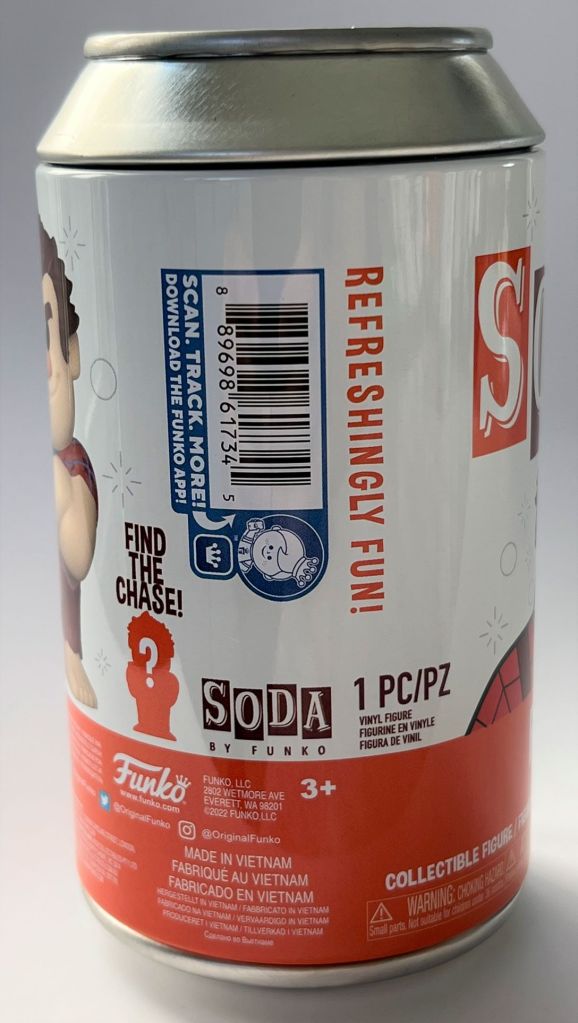 S
SCAN. TRACK. MORE!
DOWNLOAD THE FUNKO APP!
8 89698 61734 5
REFRESHINGLY FUN!
FIND
THE
CHASE!
?
SODA
BY FUNKO
1 PC/PZ
VINYL FIGURE
FIGURINE EN VINYLE
FIGURA DE VINIL
Funko
www.funko.com
@OriginalFunko
@OriginalFunko
FUNKO, LLC
2802 WETMORE AVE
EVERETT, WA 98201
©2022 FUNKO, LLC
3+
MADE IN VIETNAM
FABRIQUÉ AU VIETNAM
FABRICADO EN VIETNAM
HERGESTELLT IN VIETNAM / FABBRICATO IN VIETNAM
FABRICADO NA VIETNAM / VERVAARDIGD IN VIETNAM
PRODUCERET I VIETNAM / TILLVERKAD I VIETNAM
Сделано во Вьетнаме
COLLECTIBLE FIGURE /
WARNING: CHOKING HAZARD.
Small parts. Not suitable for children under